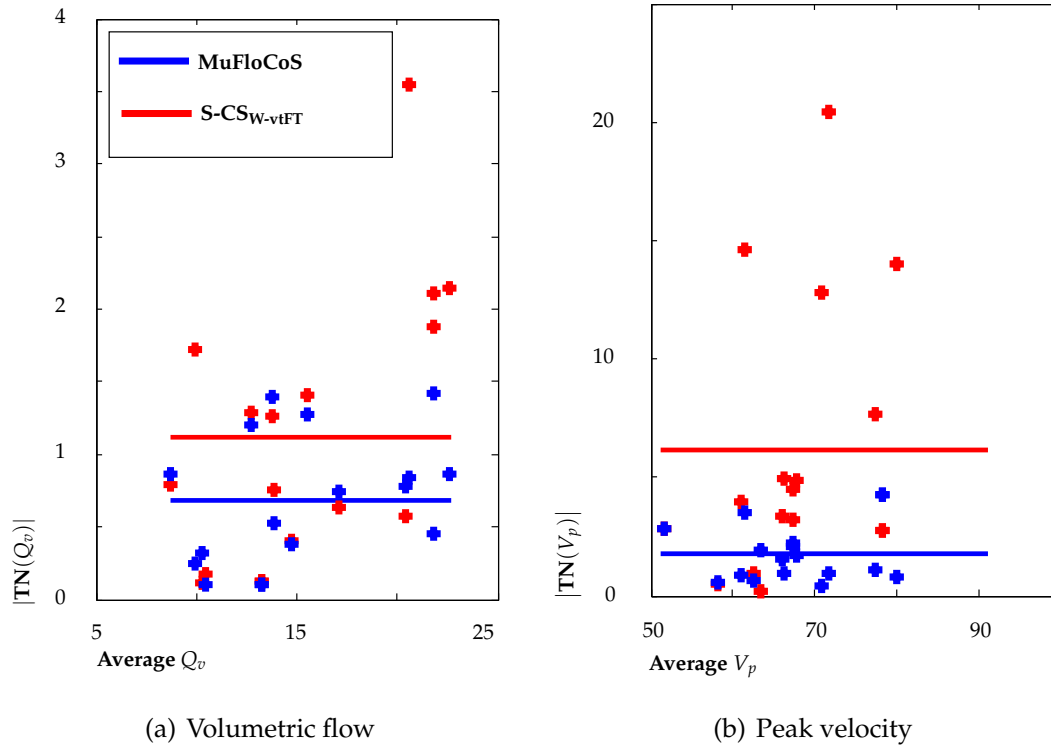 4
3
2
1
0
|TN(Q_v)|
MuFloCoS
S-CS_W-vtFT
5
15
25
Average Q_v
(a) Volumetric flow
20
10
0
|TN(V_p)|
50
70
90
Average V_p
(b) Peak velocity